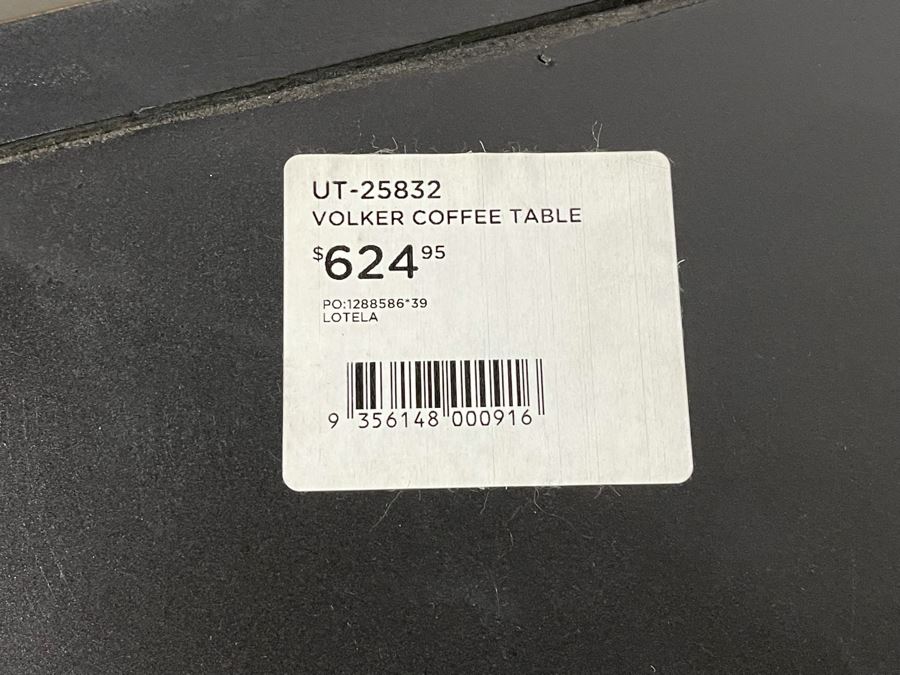 UT-25832
VOLKER COFFEE TABLE
$624 95
PO:1288586*39
LOTELA
9 356148 000916